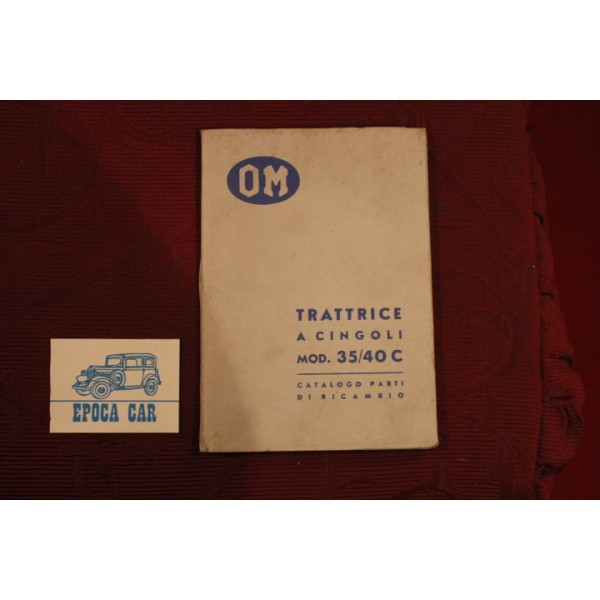 OM
TRATTRICE
A CINGOLI
MOD. 35/40 C
CATALOGO PARTI
DI RICAMBIO
EPOCA CAR